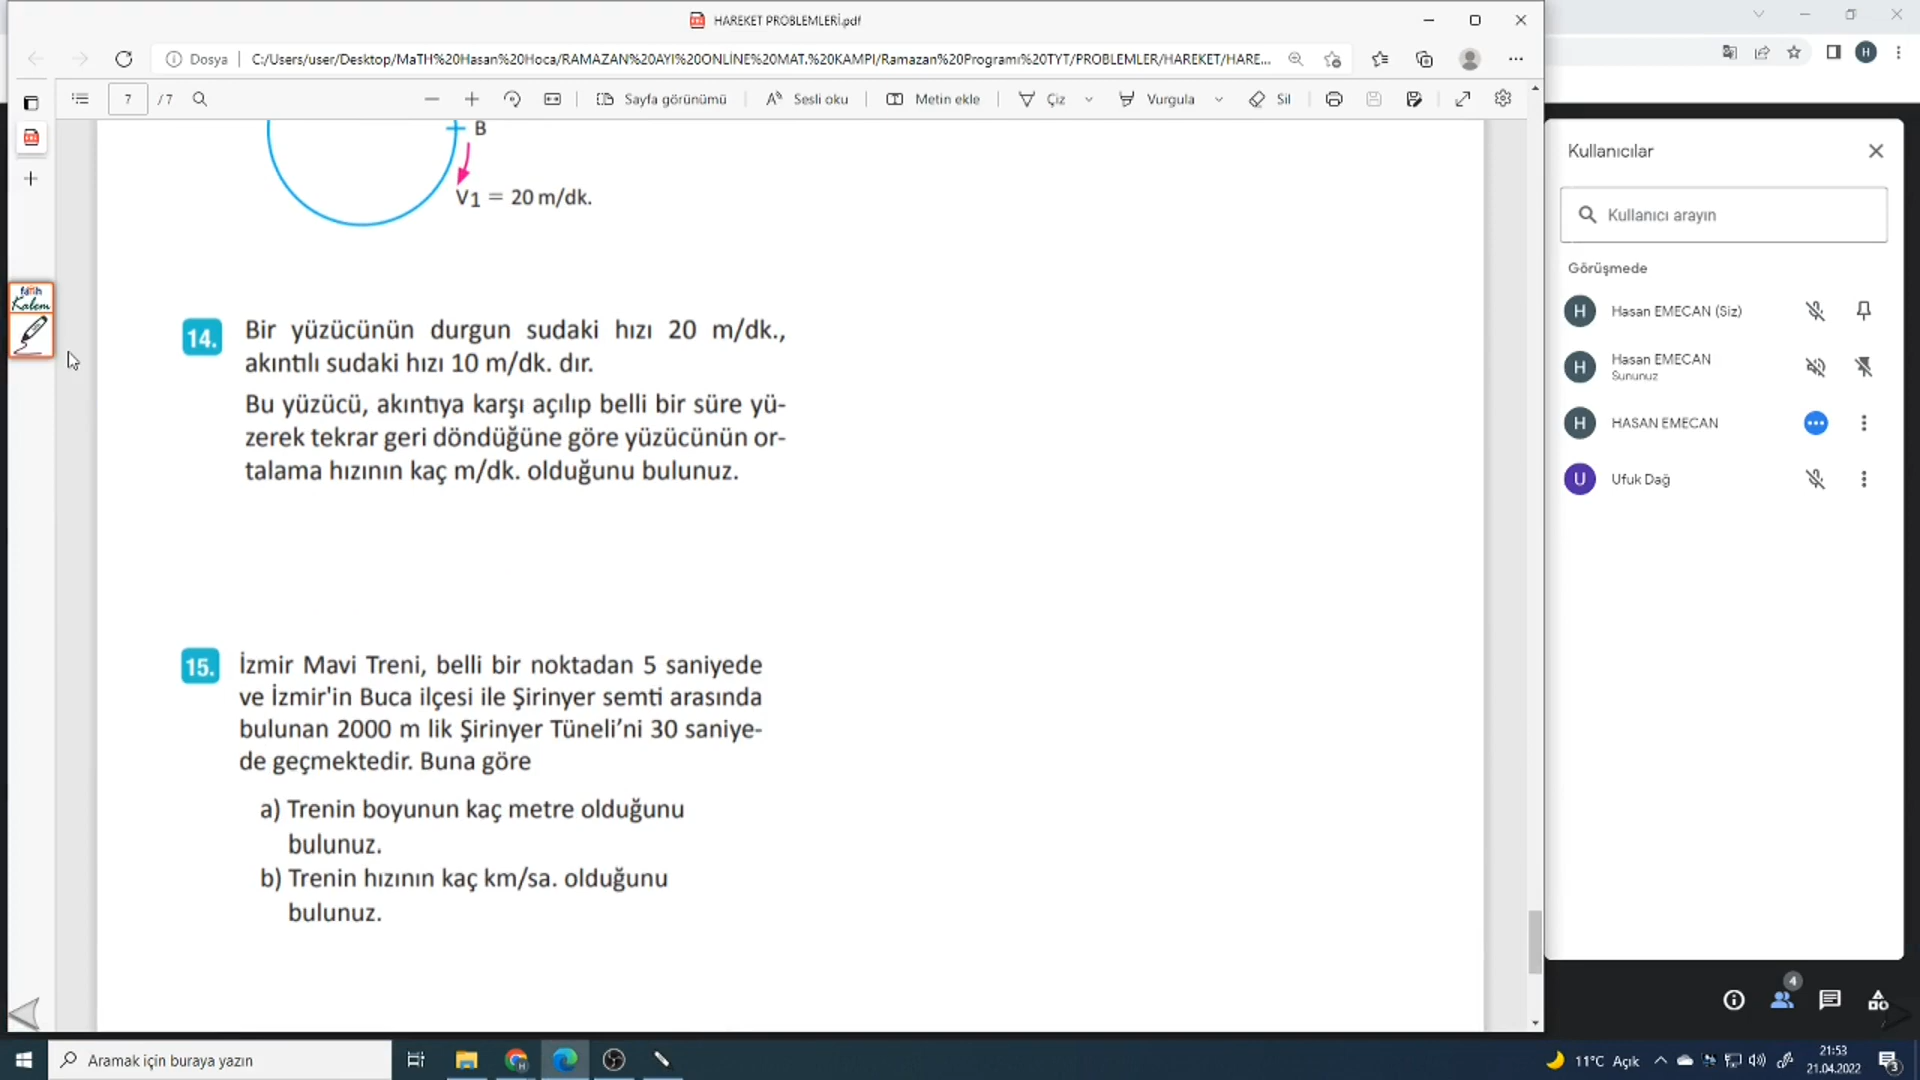 HAREKET PROBLEMLERİ.pdf
Dosya
C:/Users/user/Desktop/MaTH%20Hasan%20Hoca/RAMAZAN%20AYI%20ONLİNE%20MAT.%20KAMPI/Ramazan%20Programı%20TYT/PROBLEMLER/HAREKET/HARE...
7 /7
Sayfa görünümü
Sesli oku
Metin ekle
Çiz
Vurgula
Sil
B
V1 = 20 m/dk.
fatih
Kalem
14. Bir yüzücünün durgun sudaki hızı 20 m/dk.,
akıntılı sudaki hızı 10 m/dk. dır.
Bu yüzücü, akıntıya karşı açılıp belli bir süre yü-
zerek tekrar geri döndüğüne göre yüzücünün or-
talama hızının kaç m/dk. olduğunu bulunuz.
15. İzmir Mavi Treni, belli bir noktadan 5 saniyede
ve İzmir'in Buca ilçesi ile Şirinyer semti arasında
bulunan 2000 m lik Şirinyer Tüneli’ni 30 saniye-
de geçmektedir. Buna göre
a) Trenin boyunun kaç metre olduğunu
bulunuz.
b) Trenin hızının kaç km/sa. olduğunu
bulunuz.
H
Kullanıcılar
Kullanıcı arayın
Görüşmede
H Hasan EMECAN (Siz)
H Hasan EMECAN
Sununuz
H HASAN EMECAN
U Ufuk Dağ
4
Aramak için buraya yazın
11°C Açık
21:53
21.04.2022
3